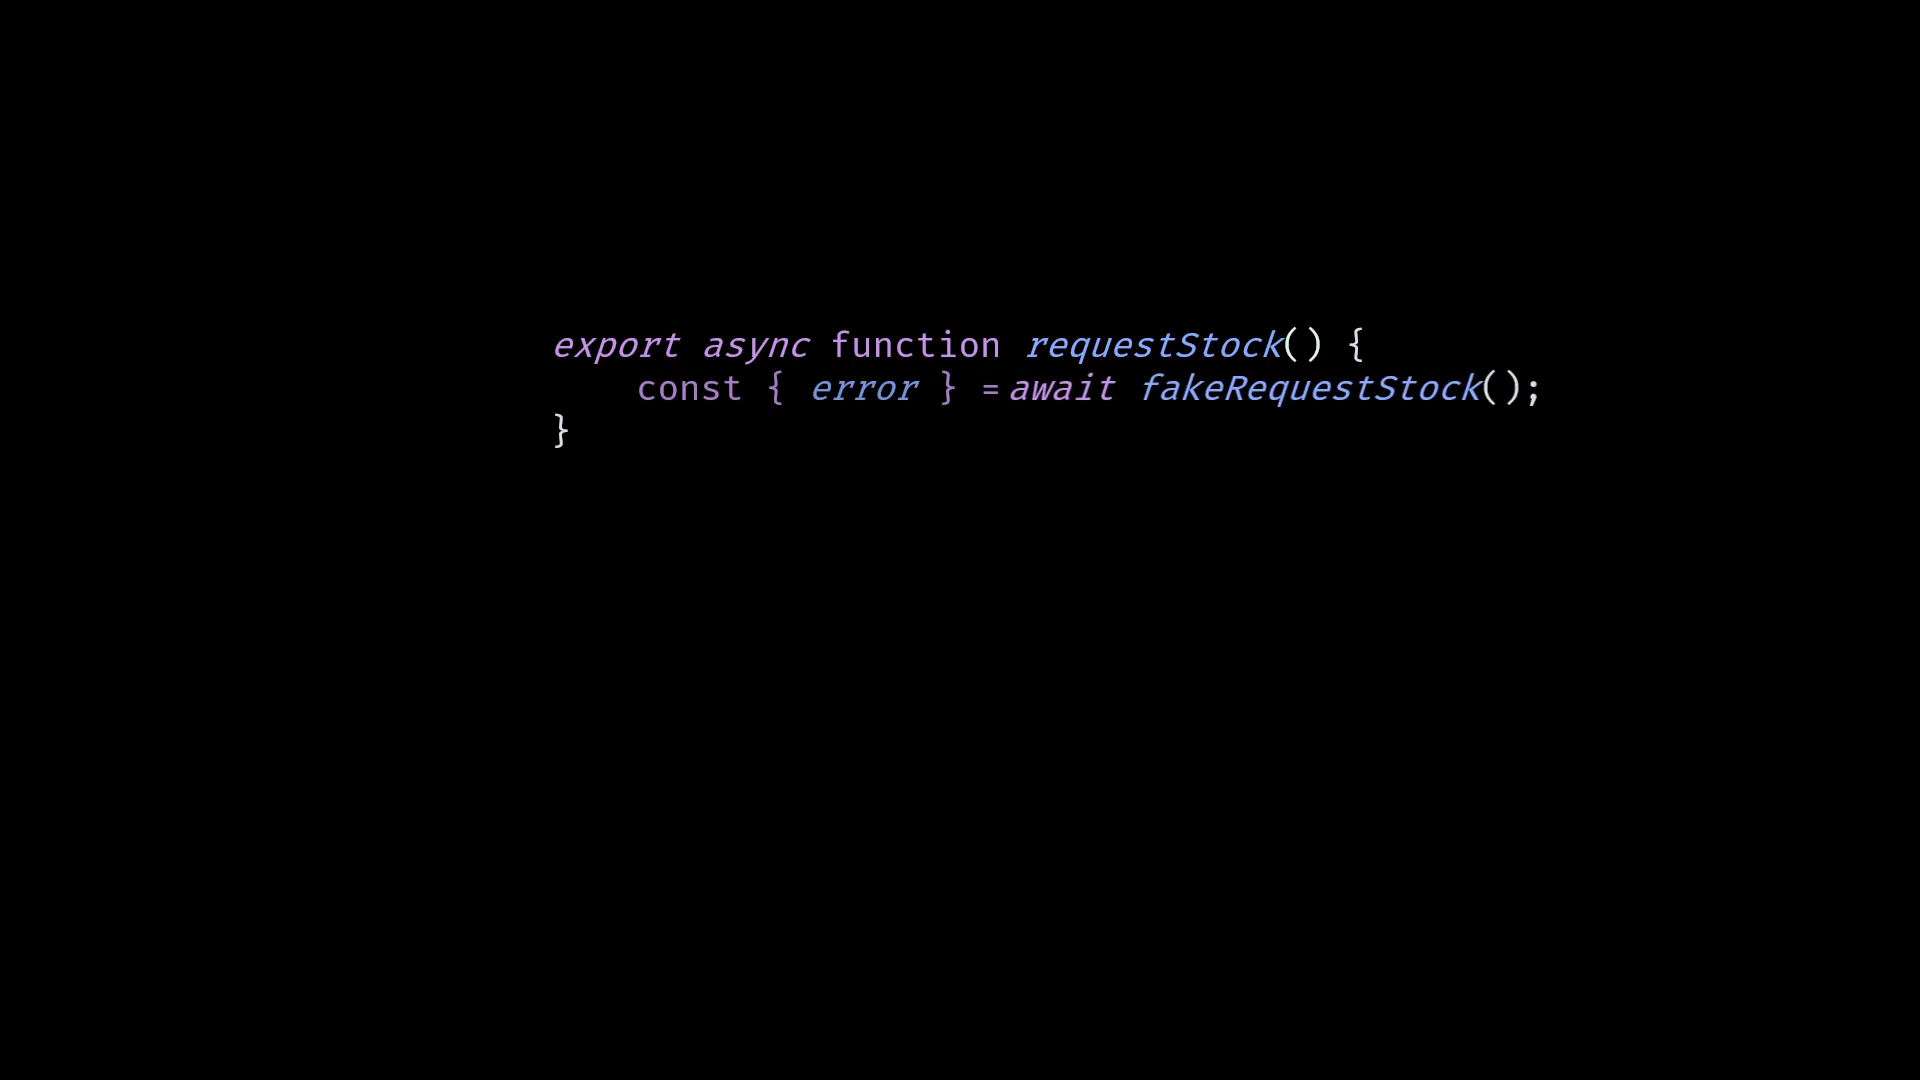 export async function requestStock() {
    const { error } = await fakeRequestStock();
}